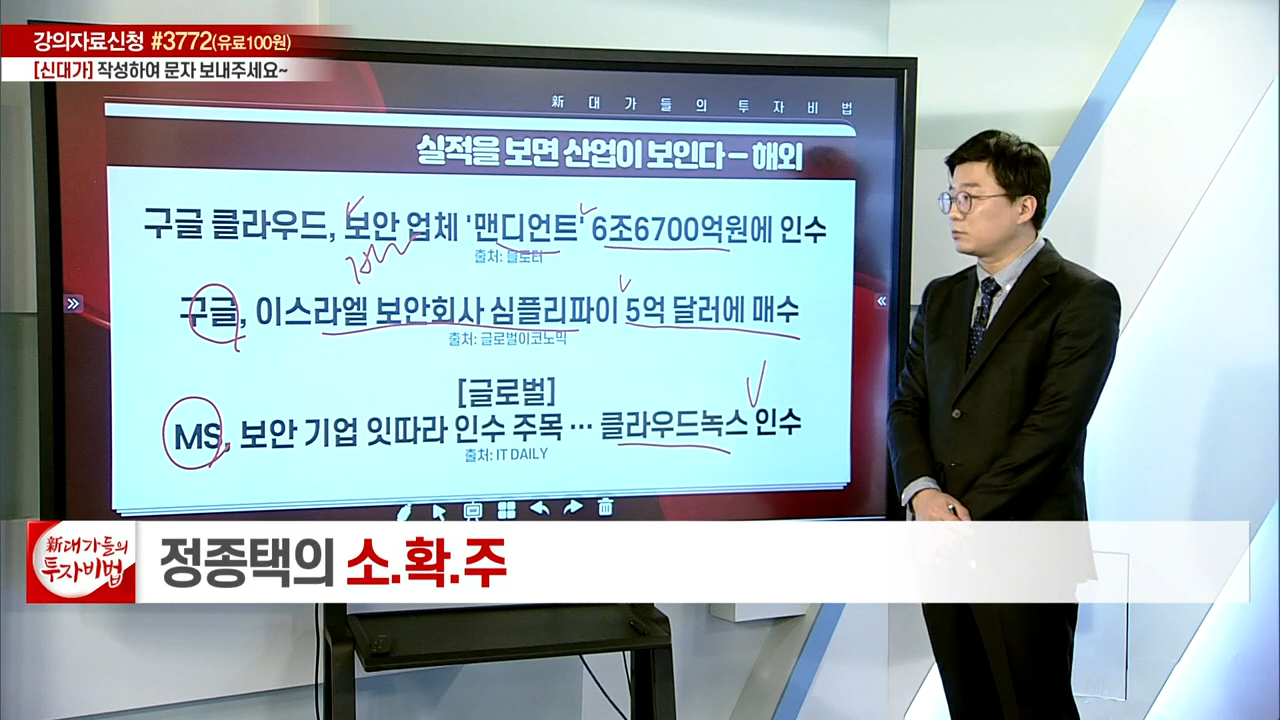 강의자료신청 #3772(유료100원)
[신대가] 작성하여 문자 보내주세요~
新 대 가 들 의 투 자 비 법
실적을 보면 산업이 보인다 – 해외
구글 클라우드, 보안 업체 '맨디언트' 6조6700억원에 인수
출처: 블로터
구글, 이스라엘 보안회사 심플리파이 5억 달러에 매수
출처: 글로벌이코노믹
[글로벌]
MS, 보안 기업 잇따라 인수 주목… 클라우드녹스 인수
출처: IT DAILY
新대가들의
투자비법
정종택의 소.확.주